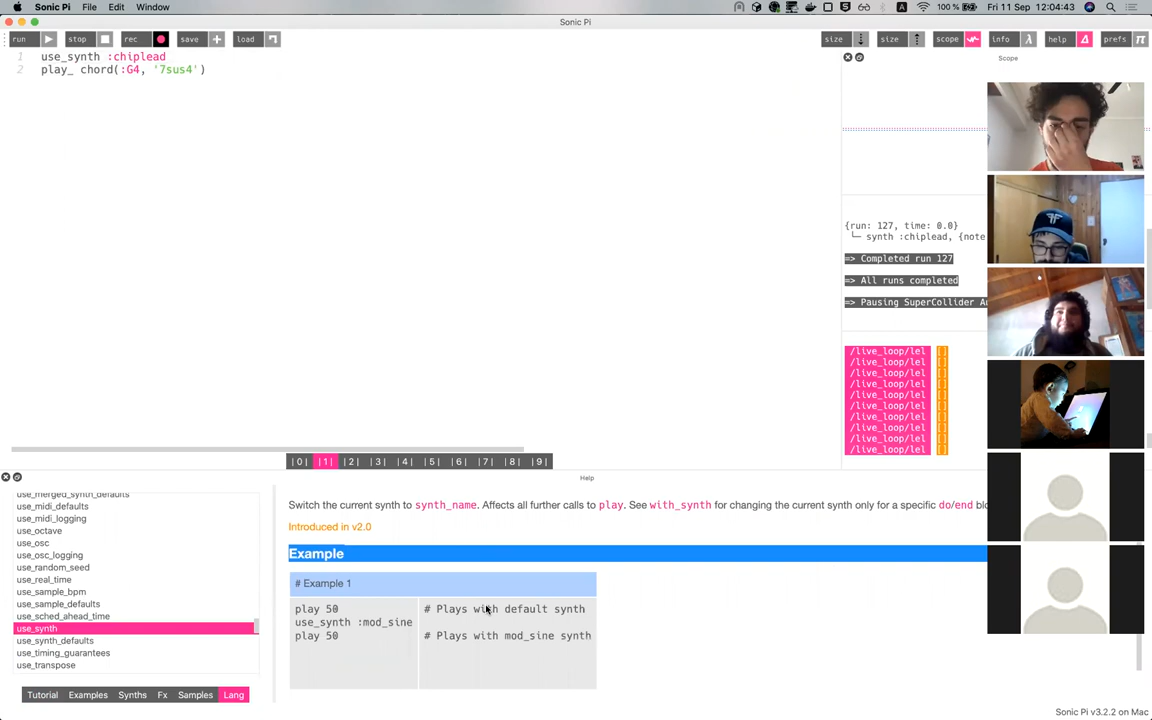 Sonic Pi File Edit Window
100 % Fri 11 Sep 12:04:43
Sonic Pi
run stop rec save load size size scope info help prefs
1 use_synth :chiplead
2 play_ chord(:G4, '7sus4')
Scope
{run: 127, time: 0.0}
└─ synth :chiplead, {note
=> Completed run 127
=> All runs completed
=> Pausing SuperCollider Au
/live_loop/lel []
/live_loop/lel []
/live_loop/lel []
/live_loop/lel []
/live_loop/lel []
/live_loop/lel []
/live_loop/lel []
/live_loop/lel []
/live_loop/lel []
/live_loop/lel []
|0| |1| |2| |3| |4| |5| |6| |7| |8| |9|
Help
use_merged_synth_defaults
use_midi_defaults
use_midi_logging
use_octave
use_osc
use_osc_logging
use_random_seed
use_real_time
use_sample_bpm
use_sample_defaults
use_sched_ahead_time
use_synth
use_synth_defaults
use_timing_guarantees
use_transpose
Tutorial Examples Synths Fx Samples Lang
Switch the current synth to synth_name. Affects all further calls to play. See with_synth for changing the current synth only for a specific do/end blo
Introduced in v2.0
Example
# Example 1
play 50 # Plays with default synth
use_synth :mod_sine
play 50 # Plays with mod_sine synth
Sonic Pi v3.2.2 on Mac